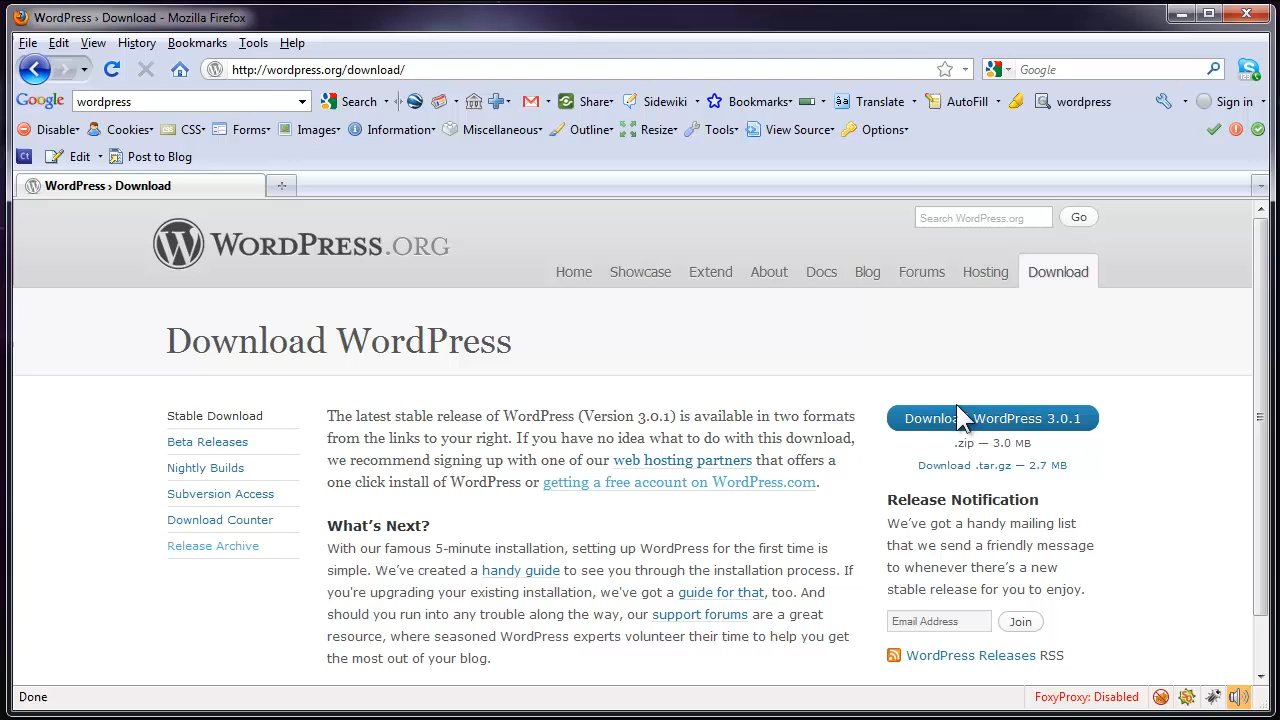 WordPress › Download - Mozilla Firefox
File Edit View History Bookmarks Tools Help
http://wordpress.org/download/
Google
Google wordpress Search Share Sidewiki Bookmarks Translate AutoFill wordpress Sign in
Disable Cookies CSS Forms Images Information Miscellaneous Outline Resize Tools View Source Options
Ct Edit Post to Blog
WordPress › Download
Search WordPress.org Go
WORDPRESS.ORG
Home Showcase Extend About Docs Blog Forums Hosting Download
Download WordPress
Stable Download
Beta Releases
Nightly Builds
Subversion Access
Download Counter
Release Archive
The latest stable release of WordPress (Version 3.0.1) is available in two formats
from the links to your right. If you have no idea what to do with this download,
we recommend signing up with one of our web hosting partners that offers a
one click install of WordPress or getting a free account on WordPress.com.
What's Next?
With our famous 5-minute installation, setting up WordPress for the first time is
simple. We've created a handy guide to see you through the installation process. If
you're upgrading your existing installation, we've got a guide for that, too. And
should you run into any trouble along the way, our support forums are a great
resource, where seasoned WordPress experts volunteer their time to help you get
the most out of your blog.
Download WordPress 3.0.1
.zip — 3.0 MB
Download .tar.gz — 2.7 MB
Release Notification
We've got a handy mailing list
that we send a friendly message
to whenever there's a new
stable release for you to enjoy.
Email Address Join
WordPress Releases RSS
Done
FoxyProxy: Disabled